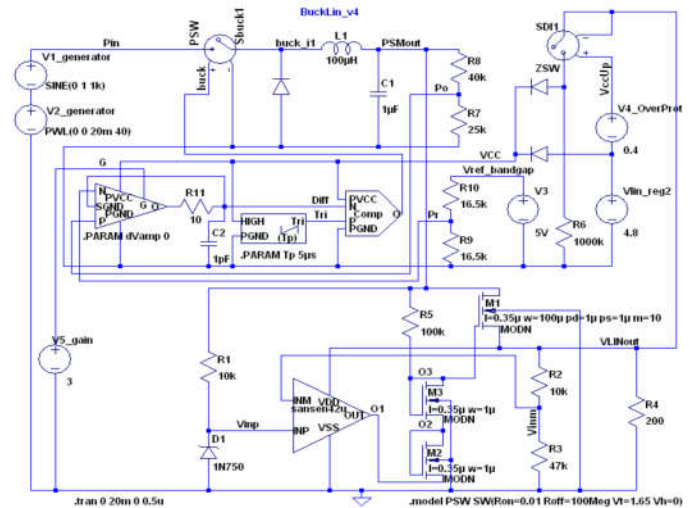 BuckLin_v4
Pin
PSW
Sbuck1
buck_i1
L1
100µH
PSMout
SDI1
V1_generator
SINE(0 1 1k)
V2_generator
PWL(0 0 20m 40)
buck
C1
1µF
R8
40k
Po
R7
25k
ZSW
VccUp
V4_OverProt
0.4
VCC
Vref_bandgap
G
N
PVCC
SGND
G
O
PGND
P
R11
10
Diff
HIGH
Tri
Tri
PGND
(Tp)
PVCC
N
Comp
O
P
PGND
R10
16.5k
Pr
R9
16.5k
V3
5V
R6
1000k
Vlin_reg2
4.8
C2
1pF
.PARAM dVamp 0
.PARAM Tp 5µs
M1
l=0.35µ w=100µ pd=1µ ps=1µ m=10
MODN
R5
100k
VLINout
V5_gain
3
R1
10k
O3
M3
l=0.35µ w=1µ
MODN
R2
10k
INM
VDD
sansen42u
OUT
O1
INP
VSS
Vinp
O2
M2
l=0.35µ w=1µ
MODN
Vinm
R4
200
R3
47k
D1
1N750
.tran 0 20m 0 0.5u
.model PSW SW(Ron=0.01 Roff=100Meg Vt=1.65 Vh=0)